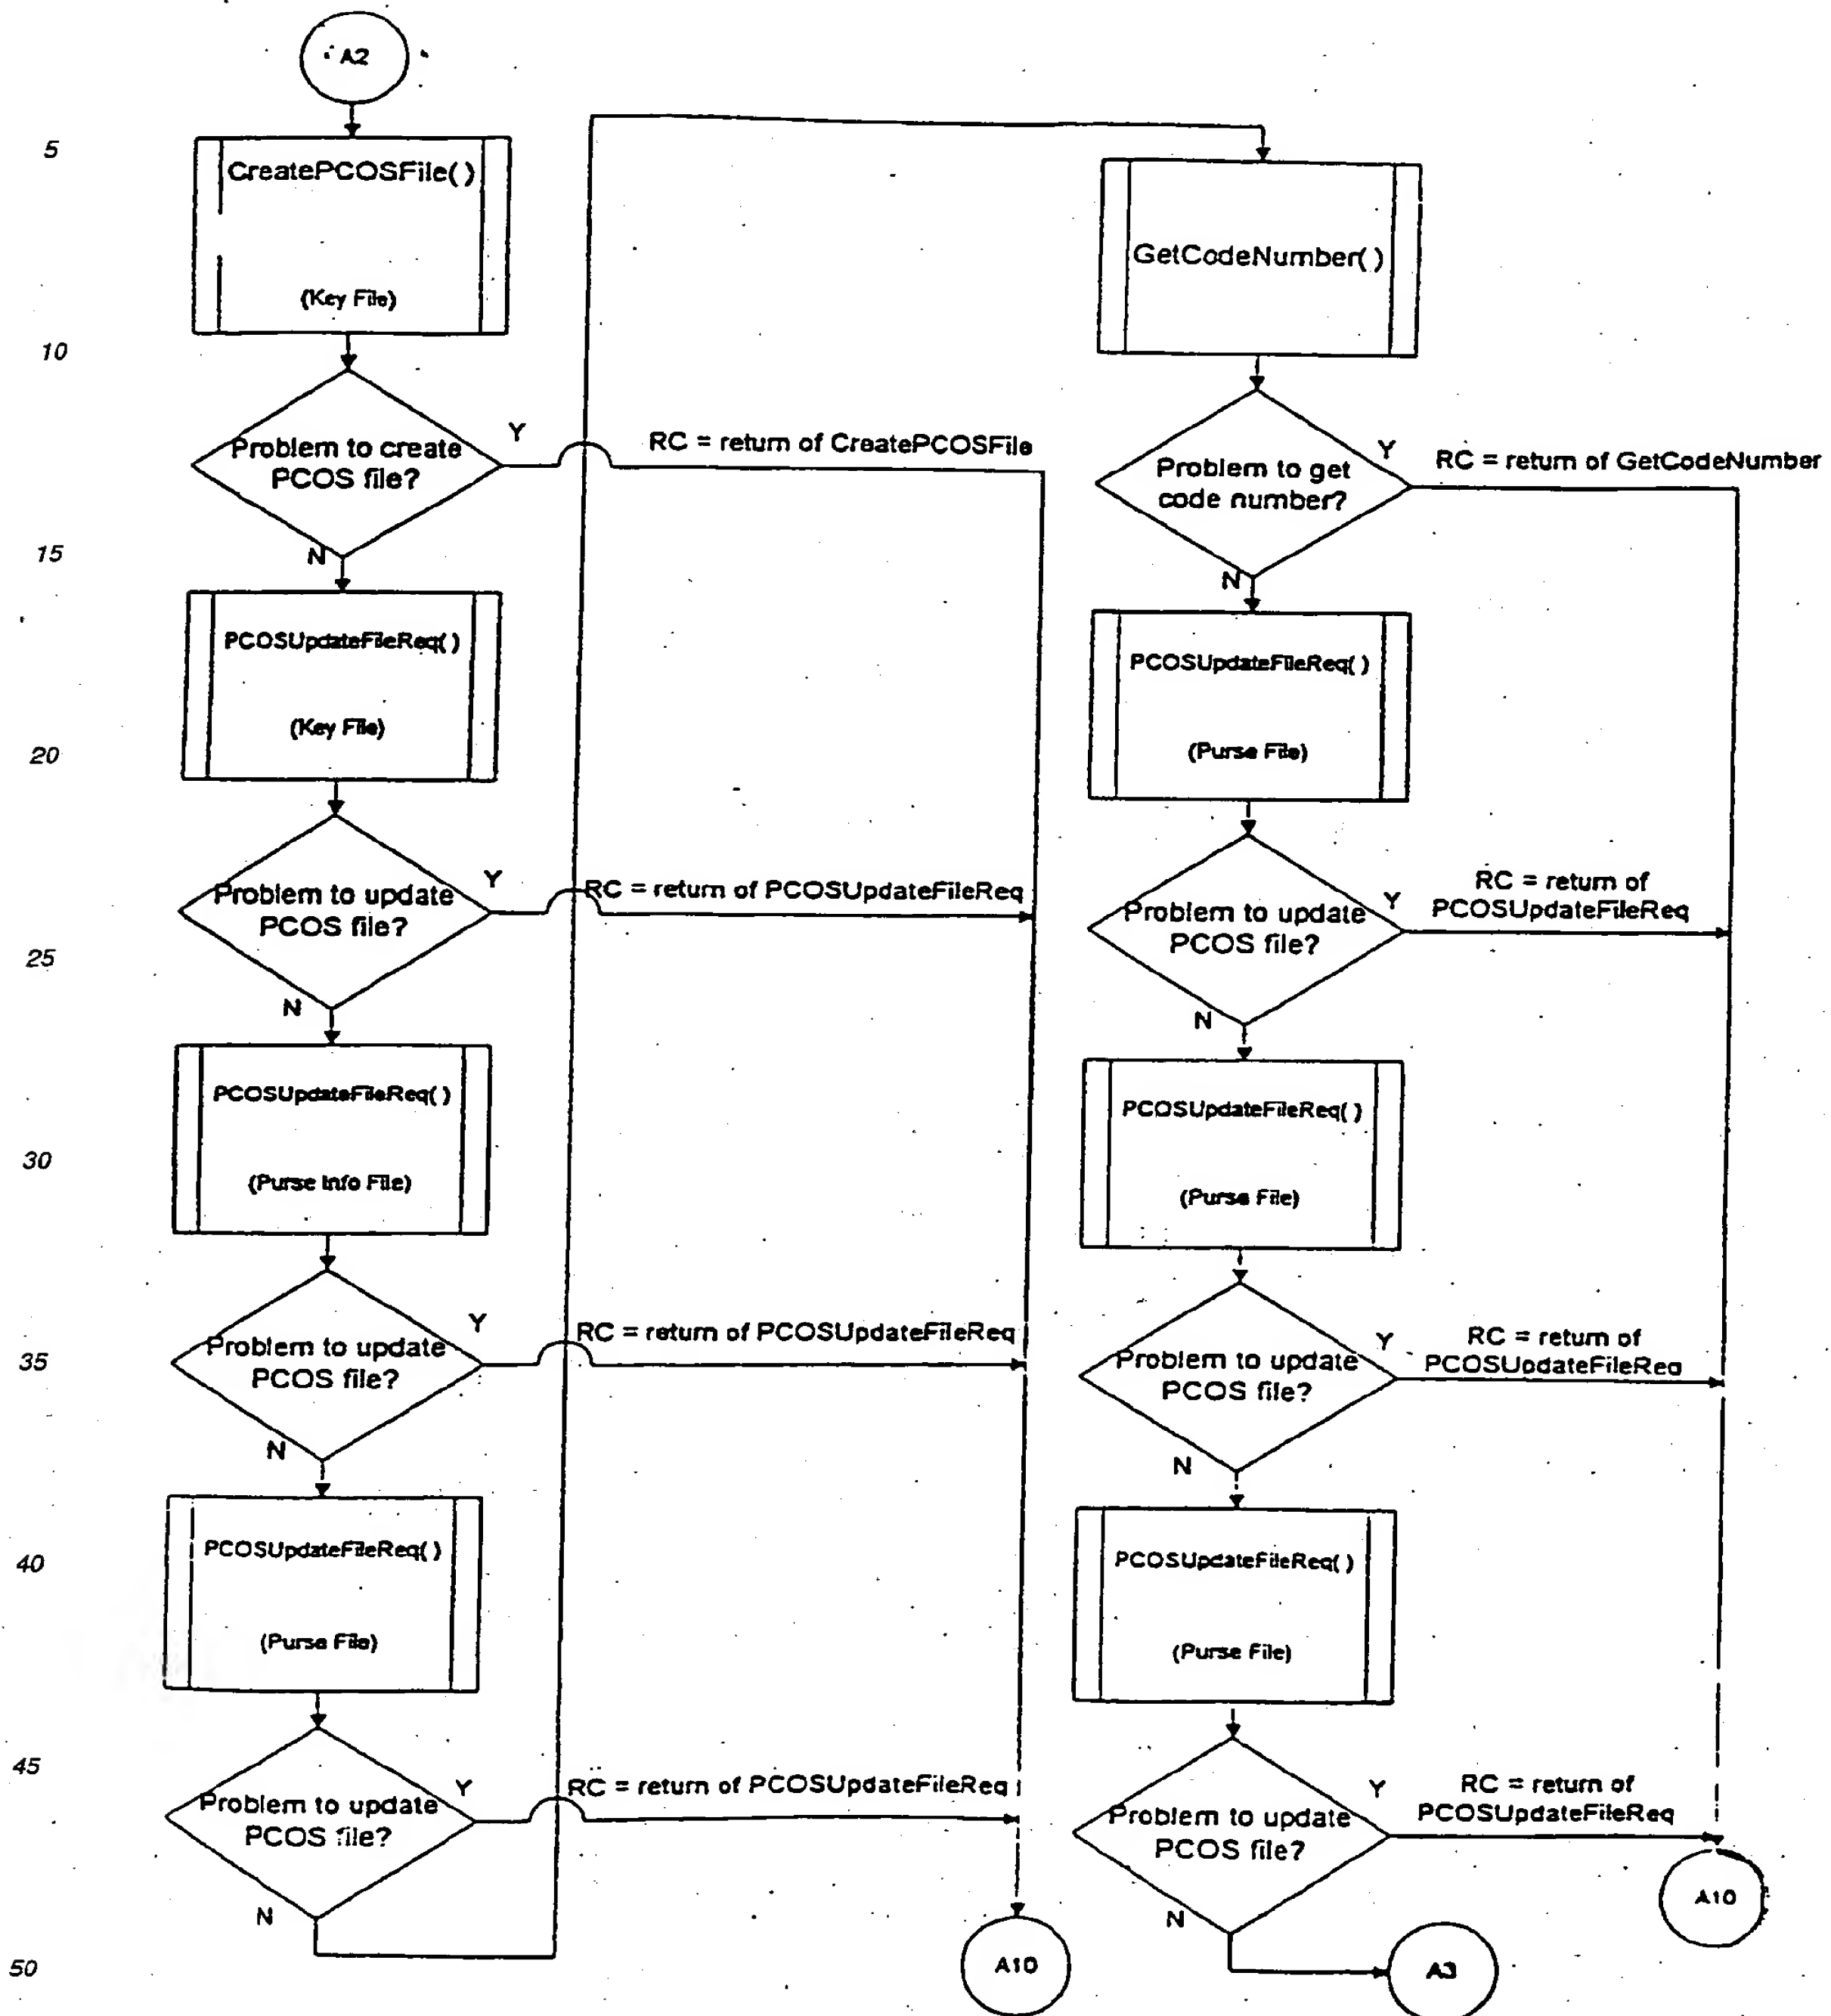 A2
5
CreatePCOSFile()
(Key File)
10
Problem to create
PCOS file?
Y
RC = return of CreatePCOSFile
N
15
PCOSUpdateFileReq()
(Key File)
20
Problem to update
PCOS file?
Y
RC = return of PCOSUpdateFileReq
25
N
PCOSUpdateFileReq()
30
(Purse Info File)
Problem to update
PCOS file?
Y
RC = return of PCOSUpdateFileReq
35
N
PCOSUpdateFileReq()
40
(Purse File)
45
Problem to update
PCOS file?
Y
RC = return of PCOSUpdateFileReq
N
50
A10
GetCodeNumber()
Problem to get
code number?
Y
RC = return of GetCodeNumber
N
PCOSUpdateFileReq()
(Purse File)
Problem to update
PCOS file?
Y
RC = return of
PCOSUpdateFileReq
N
PCOSUpdateFileReq()
(Purse File)
Problem to update
PCOS file?
Y
RC = return of
PCOSUpdateFileReq
N
PCOSUpdateFileReq()
(Purse File)
Problem to update
PCOS file?
Y
RC = return of
PCOSUpdateFileReq
N
A10
A3